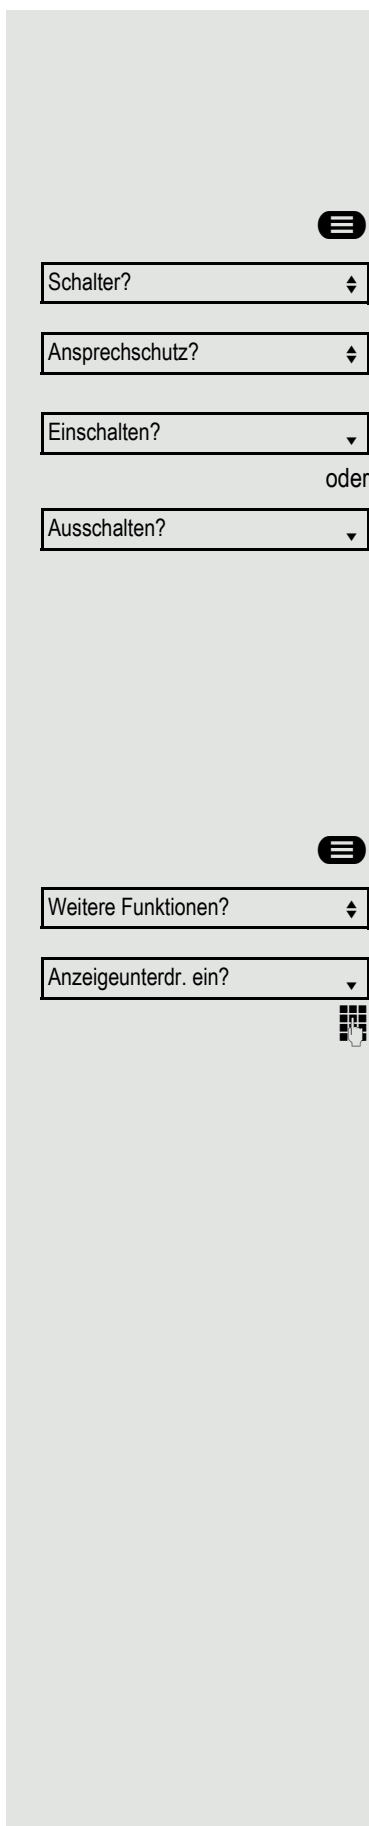 Schalter?
Ansprechschutz?
Einschalten?
oder
Ausschalten?
Weitere Funktionen?
Anzeigeunterdr. ein?